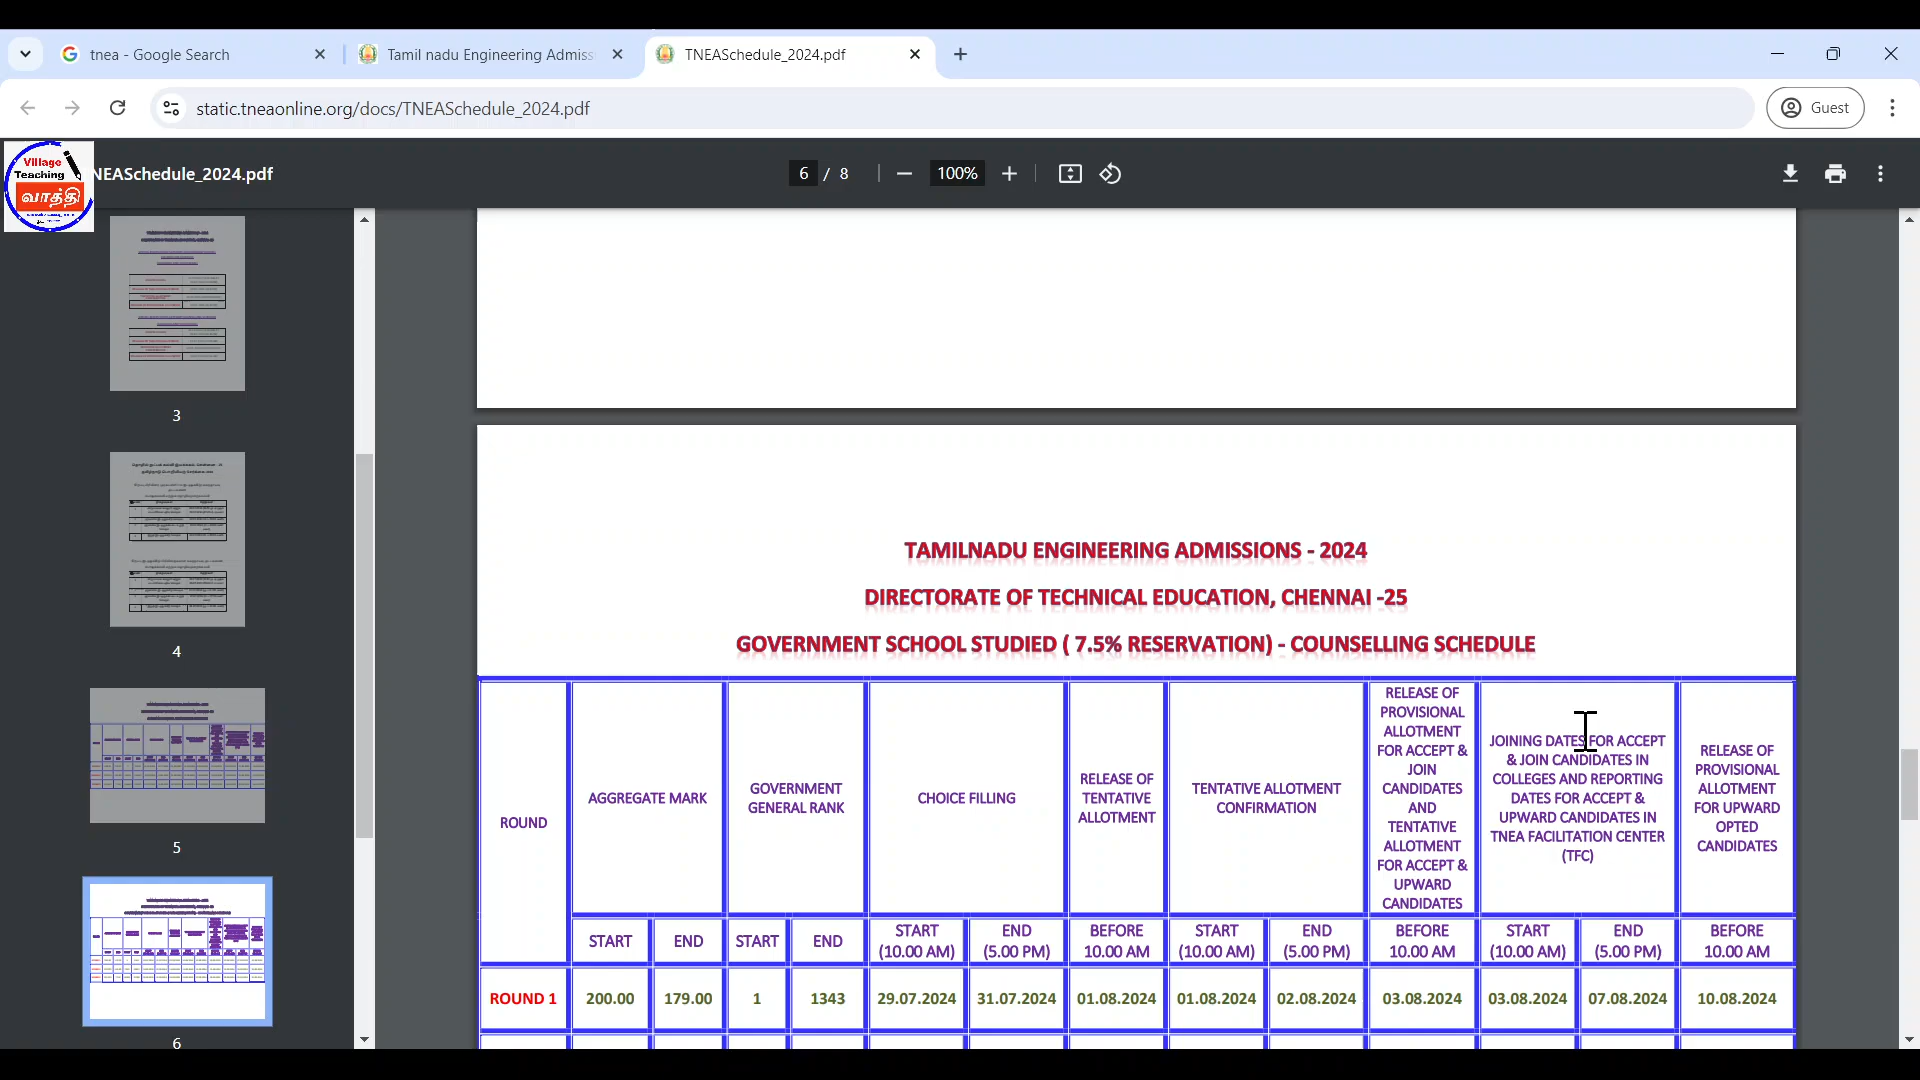 tnea - Google Search
Tamil nadu Engineering Admiss
TNEASchedule_2024.pdf
static.tneaonline.org/docs/TNEASchedule_2024.pdf
Guest
Village
Teaching
வாத்தி
NEASchedule_2024.pdf
6 / 8
100%
3
4
5
6
TAMILNADU ENGINEERING ADMISSIONS - 2024
DIRECTORATE OF TECHNICAL EDUCATION, CHENNAI -25
GOVERNMENT SCHOOL STUDIED ( 7.5% RESERVATION) - COUNSELLING SCHEDULE
ROUND
AGGREGATE MARK
GOVERNMENT
GENERAL RANK
CHOICE FILLING
RELEASE OF
TENTATIVE
ALLOTMENT
TENTATIVE ALLOTMENT
CONFIRMATION
RELEASE OF
PROVISIONAL
ALLOTMENT
FOR ACCEPT &
JOIN
CANDIDATES
AND
TENTATIVE
ALLOTMENT
FOR ACCEPT &
UPWARD
CANDIDATES
JOINING DATES FOR ACCEPT
& JOIN CANDIDATES IN
COLLEGES AND REPORTING
DATES FOR ACCEPT &
UPWARD CANDIDATES IN
TNEA FACILITATION CENTER
(TFC)
RELEASE OF
PROVISIONAL
ALLOTMENT
FOR UPWARD
OPTED
CANDIDATES
START
END
START
END
START
(10.00 AM)
END
(5.00 PM)
BEFORE
10.00 AM
START
(10.00 AM)
END
(5.00 PM)
BEFORE
10.00 AM
START
(10.00 AM)
END
(5.00 PM)
BEFORE
10.00 AM
ROUND 1 200.00 179.00 1 1343 29.07.2024 31.07.2024 01.08.2024 01.08.2024 02.08.2024 03.08.2024 03.08.2024 07.08.2024 10.08.2024